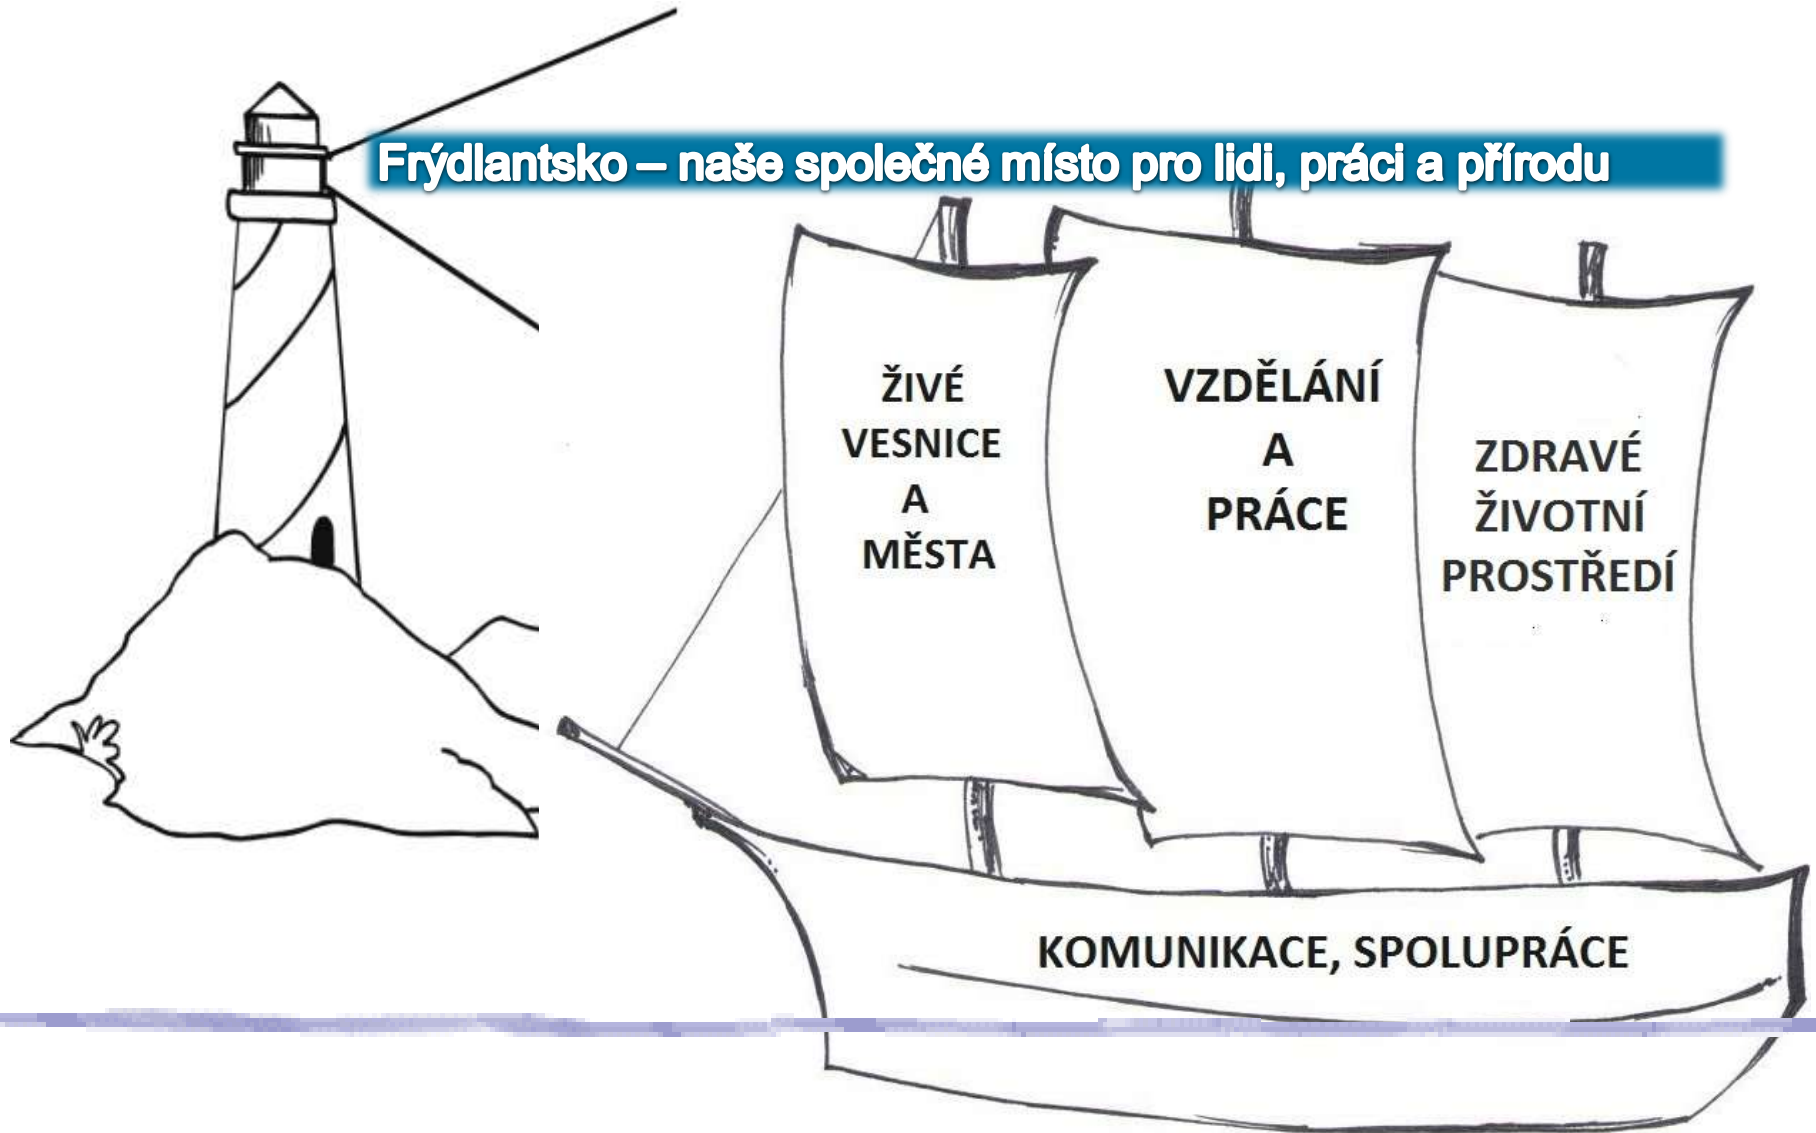 Frýdlantsko – naše společné místo pro lidi, práci a přírodu
ŽIVÉ
VESNICE
A
MĚSTA
VZDĚLÁNÍ
A
PRÁCE
ZDRAVÉ
ŽIVOTNÍ
PROSTŘEDÍ
KOMUNIKACE, SPOLUPRÁCE